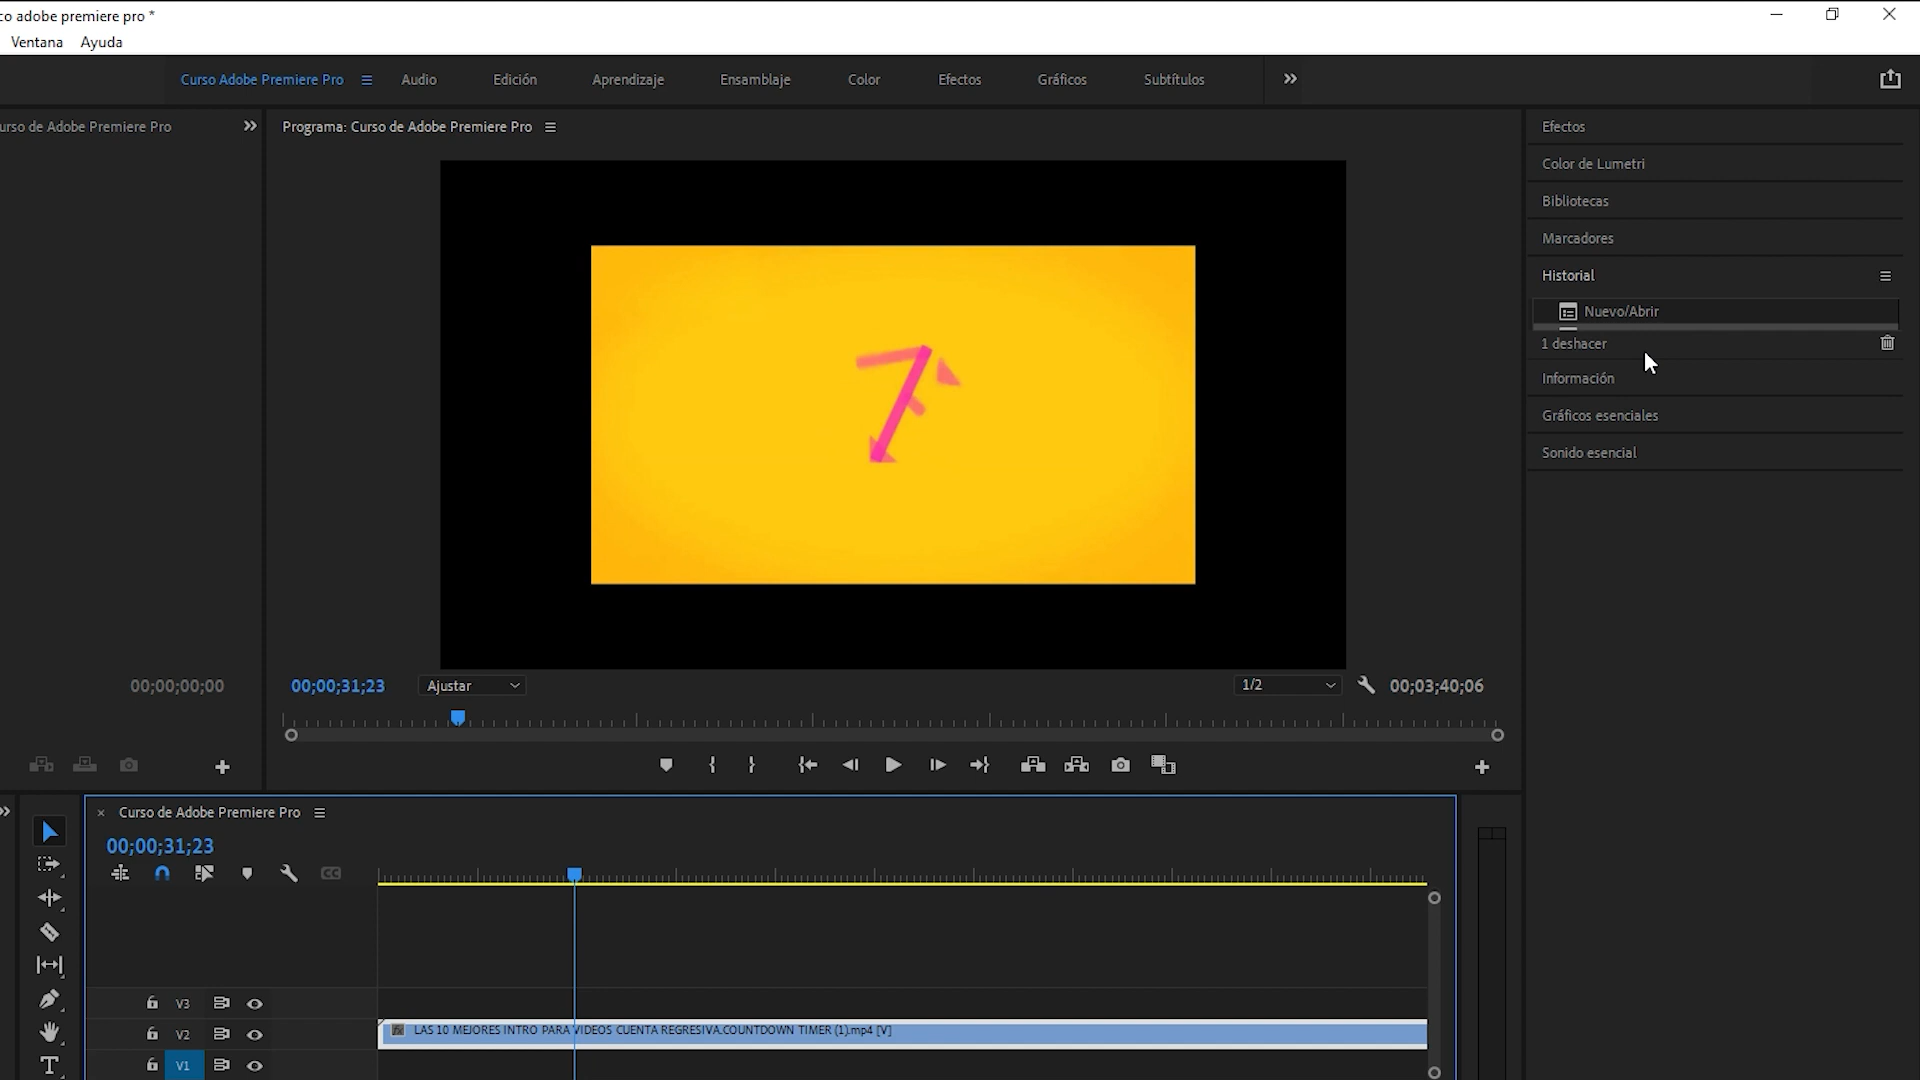 co adobe premiere pro *
Ventana Ayuda
Curso Adobe Premiere Pro Audio Edición Aprendizaje Ensamblaje Color Efectos Gráficos Subtítulos
urso de Adobe Premiere Pro
Programa: Curso de Adobe Premiere Pro
Efectos
Color de Lumetri
Bibliotecas
Marcadores
Historial
Nuevo/Abrir
1 deshacer
Información
Gráficos esenciales
Sonido esencial
7
00;00;00;00
00;00;31;23 Ajustar 1/2 00;03;40;06
× Curso de Adobe Premiere Pro
00;00;31;23
CC
V3
V2
fx LAS 10 MEJORES INTRO PARA VIDEOS CUENTA REGRESIVA.COUNTDOWN TIMER (1).mp4 [V]
V1